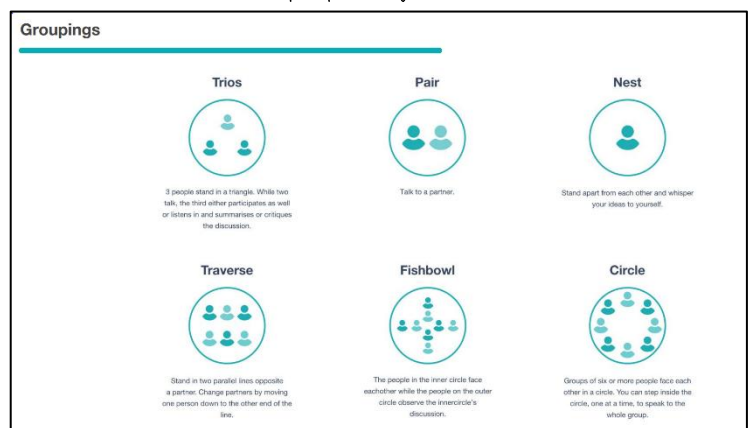 Groupings
Trios
3 people stand in a triangle. While two
talk, the third either participates as well
or listens in and summarises or critiques
the discussion.
Pair
Talk to a partner.
Nest
Stand apart from each other and whisper
your ideas to yourself.
Traverse
Stand in two parallel lines opposite
a partner. Change partners by moving
one person down to the other end of the
line.
Fishbowl
The people in the inner circle face
eachother while the people on the outer
circle observe the innercircle's
discussion.
Circle
Groups of six or more people face each
other in a circle. You can step inside the
circle, one at a time, to speak to the
whole group.